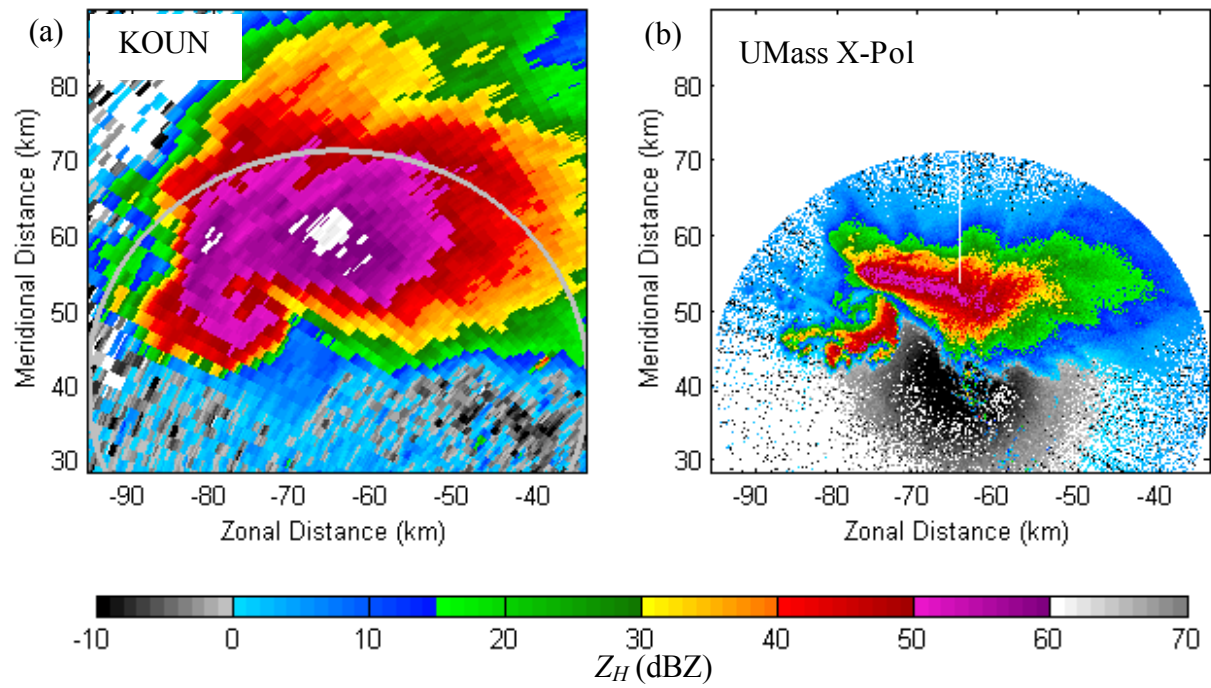 (a)
KOUN
(b)
UMass X-Pol
80
70
60
50
40
30
Meridional Distance (km)
-90 -80 -70 -60 -50 -40
Zonal Distance (km)
80
70
60
50
40
30
Meridional Distance (km)
-90 -80 -70 -60 -50 -40
Zonal Distance (km)
-10 0 10 20 30 40 50 60 70
Z_H (dBZ)